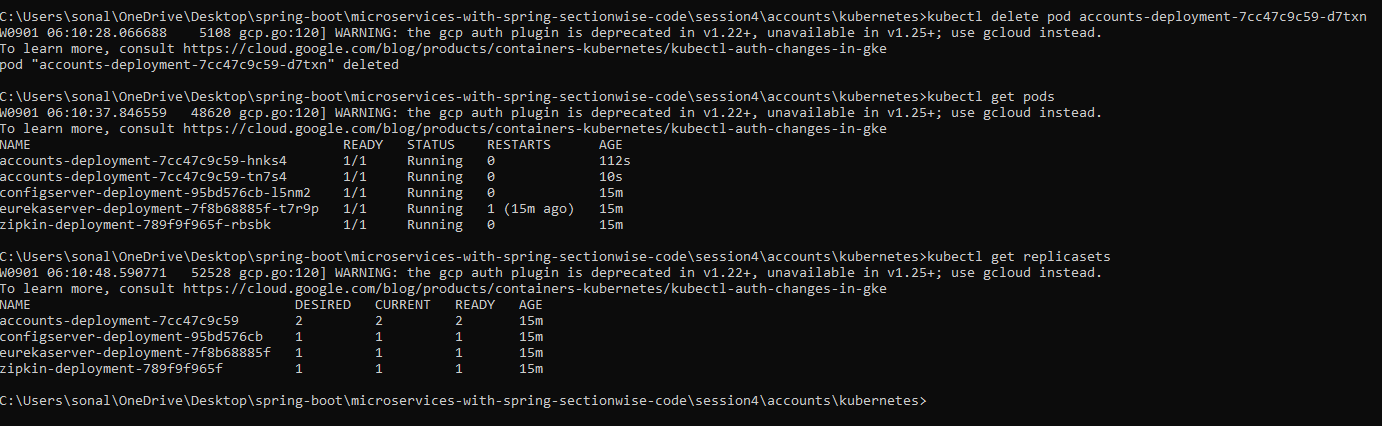 C:\Users\sonal\OneDrive\Desktop\spring-boot\microservices-with-spring-sectionwise-code\session4\accounts\kubernetes>kubectl delete pod accounts-deployment-7cc47c9c59-d7txn
W0901 06:10:28.066688    5108 gcp.go:120] WARNING: the gcp auth plugin is deprecated in v1.22+, unavailable in v1.25+; use gcloud instead.
To learn more, consult https://cloud.google.com/blog/products/containers-kubernetes/kubectl-auth-changes-in-gke
pod "accounts-deployment-7cc47c9c59-d7txn" deleted
C:\Users\sonal\OneDrive\Desktop\spring-boot\microservices-with-spring-sectionwise-code\session4\accounts\kubernetes>kubectl get pods
W0901 06:10:37.846559   48620 gcp.go:120] WARNING: the gcp auth plugin is deprecated in v1.22+, unavailable in v1.25+; use gcloud instead.
To learn more, consult https://cloud.google.com/blog/products/containers-kubernetes/kubectl-auth-changes-in-gke
NAME                                       READY   STATUS    RESTARTS      AGE
accounts-deployment-7cc47c9c59-hnks4       1/1     Running   0             112s
accounts-deployment-7cc47c9c59-tn7s4       1/1     Running   0             10s
configserver-deployment-95bd576cb-l5nm2    1/1     Running   0             15m
eurekaserver-deployment-7f8b68885f-t7r9p   1/1     Running   1 (15m ago)   15m
zipkin-deployment-789f9f965f-rbsbk         1/1     Running   0             15m
C:\Users\sonal\OneDrive\Desktop\spring-boot\microservices-with-spring-sectionwise-code\session4\accounts\kubernetes>kubectl get replicasets
W0901 06:10:48.590771   52528 gcp.go:120] WARNING: the gcp auth plugin is deprecated in v1.22+, unavailable in v1.25+; use gcloud instead.
To learn more, consult https://cloud.google.com/blog/products/containers-kubernetes/kubectl-auth-changes-in-gke
NAME                                 DESIRED   CURRENT   READY   AGE
accounts-deployment-7cc47c9c59       2         2         2       15m
configserver-deployment-95bd576cb    1         1         1       15m
eurekaserver-deployment-7f8b68885f   1         1         1       15m
zipkin-deployment-789f9f965f         1         1         1       15m
C:\Users\sonal\OneDrive\Desktop\spring-boot\microservices-with-spring-sectionwise-code\session4\accounts\kubernetes>